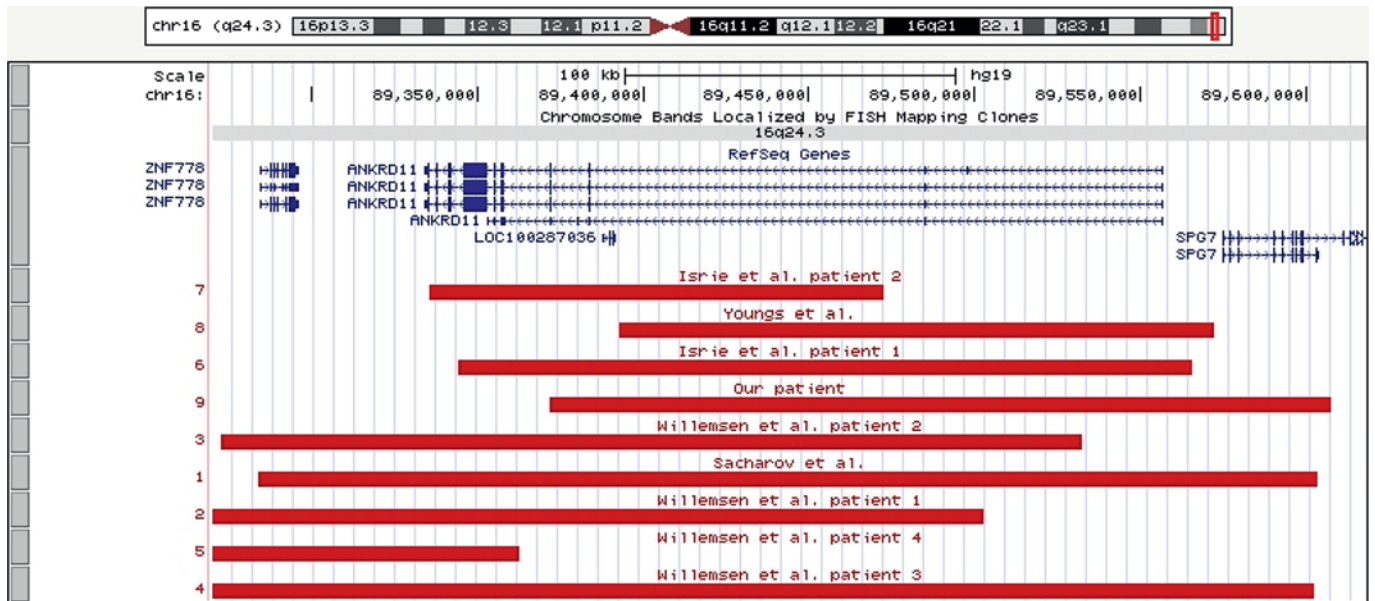 chr16 (q24.3) 16p13.3 12.3 12.1 p11.2 16q11.2 q12.1 12.2 16q21 22.1 q23.1
Scale 100 kb hg19
chr16: 89,350,000 89,400,000 89,450,000 89,500,000 89,550,000 89,600,000
Chromosome Bands Localized by FISH Mapping Clones
16q24.3
RefSeq Genes
ZNF778 ANKRD11
ZNF778 ANKRD11
ZNF778 ANKRD11
ANKRD11
LOC100287036 SPG7
SPG7
Isrie et al. patient 2
7
Youngs et al.
8
Isrie et al. patient 1
6
Our patient
9
Willemsen et al. patient 2
3
Sacharov et al.
1
Willemsen et al. patient 1
2
Willemsen et al. patient 4
5
Willemsen et al. patient 3
4